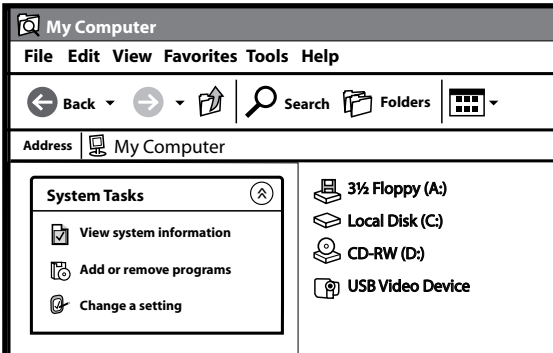 My Computer
File Edit View Favorites Tools Help
Back Search Folders
Address My Computer
System Tasks
View system information
Add or remove programs
Change a setting
3½ Floppy (A:)
Local Disk (C:)
CD-RW (D:)
USB Video Device